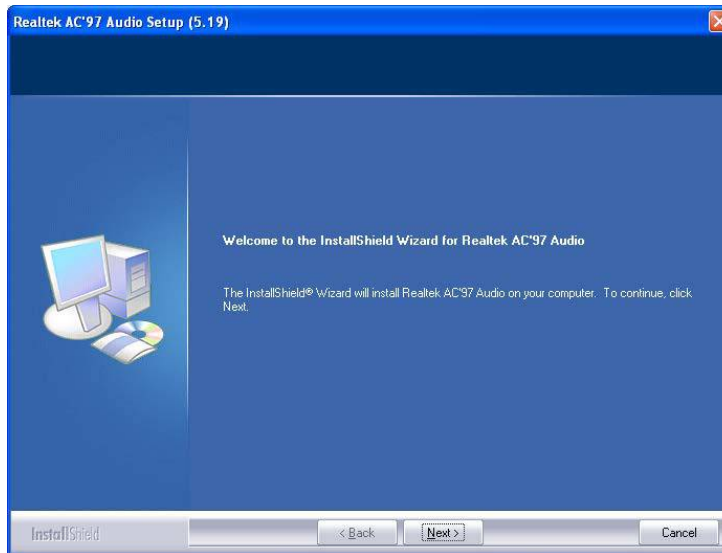 Realtek AC'97 Audio Setup (5.19)
Welcome to the InstallShield Wizard for Realtek AC'97 Audio
The InstallShield® Wizard will install Realtek AC'97 Audio on your computer. To continue, click
Next.
InstallShield
< Back
Next >
Cancel